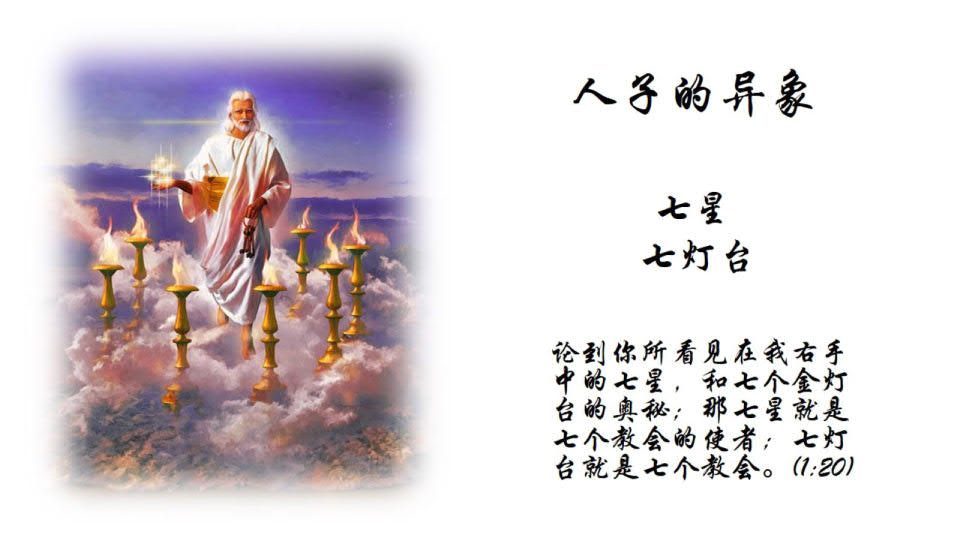 人子的异象
七星
七灯台
论到你所看见在我右手
中的七星，和七个金灯
台的奥秘；那七星就是
七个教会的使者；七灯
台就是七个教会。(1:20)